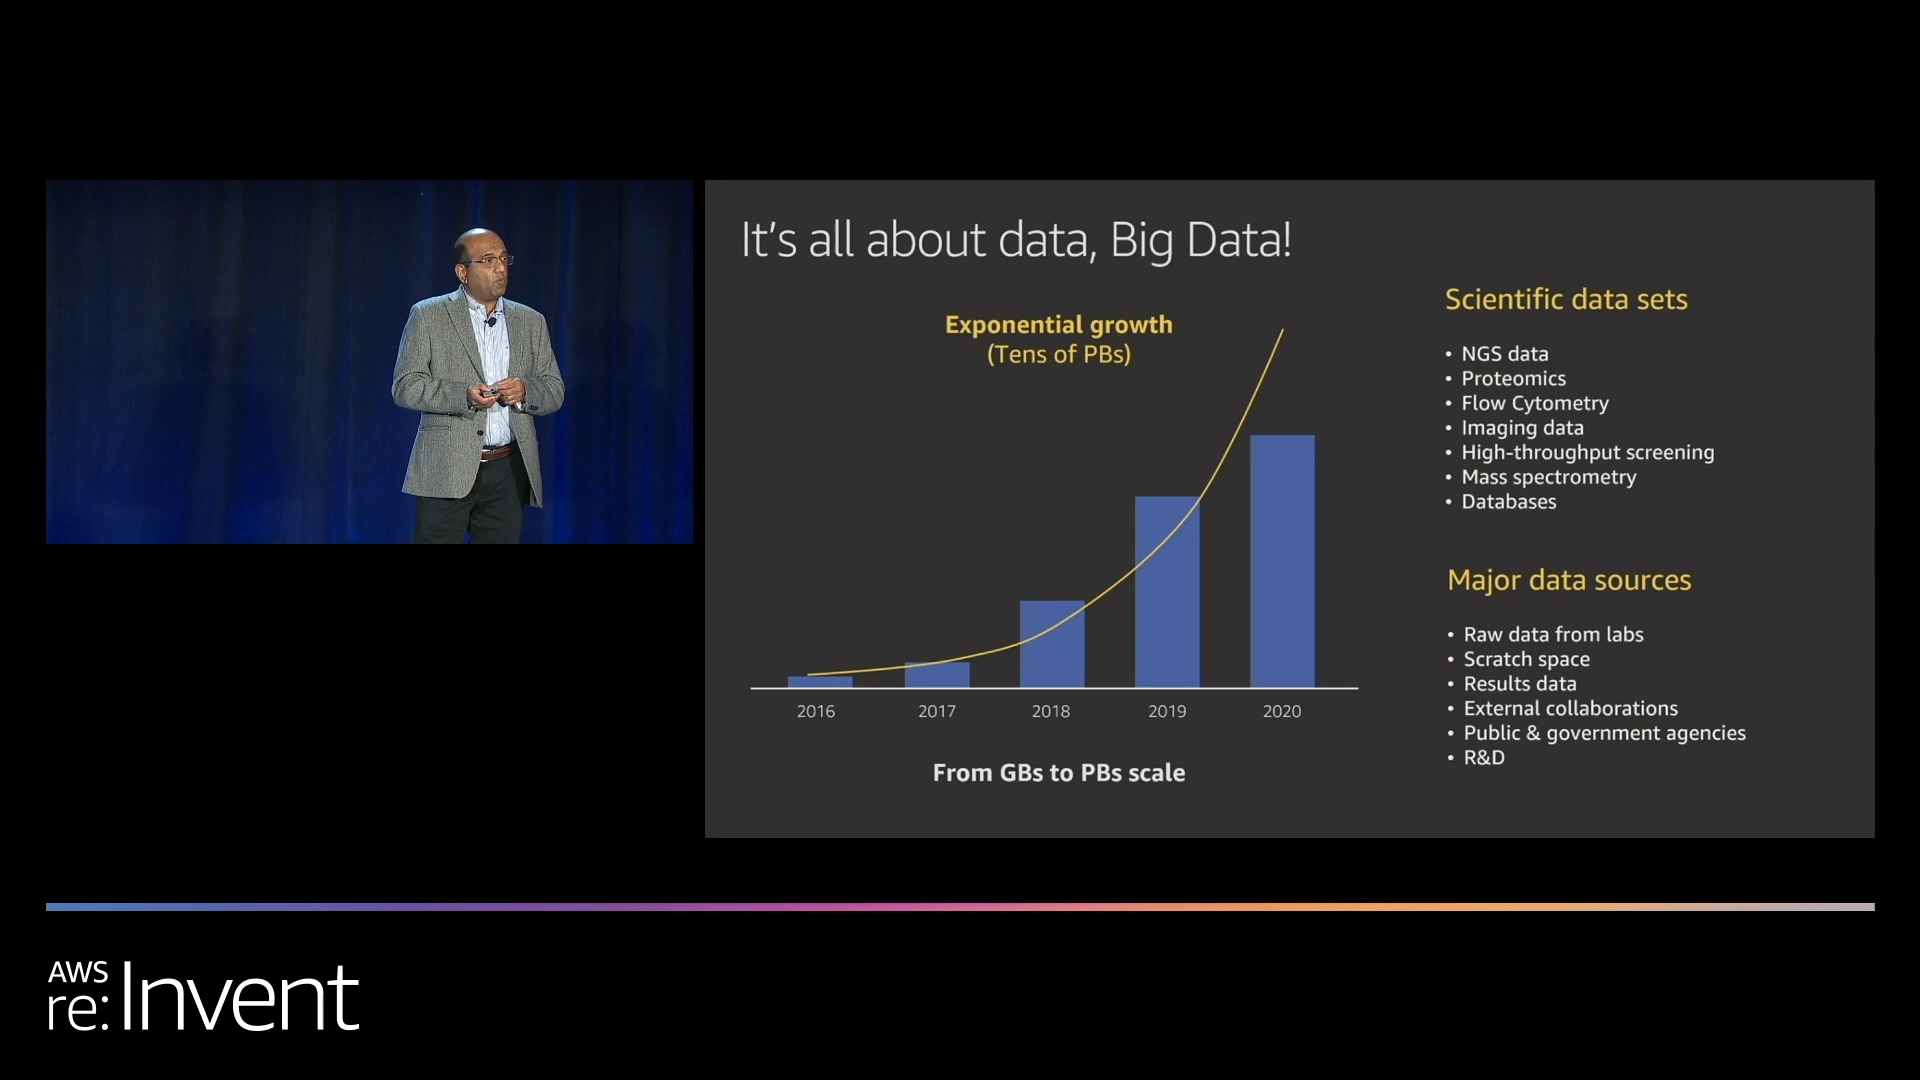 It's all about data, Big Data!
Exponential growth
(Tens of PBs)
2016 2017 2018 2019 2020
From GBs to PBs scale
Scientific data sets
• NGS data
• Proteomics
• Flow Cytometry
• Imaging data
• High-throughput screening
• Mass spectrometry
• Databases
Major data sources
• Raw data from labs
• Scratch space
• Results data
• External collaborations
• Public & government agencies
• R&D
AWS
re:Invent